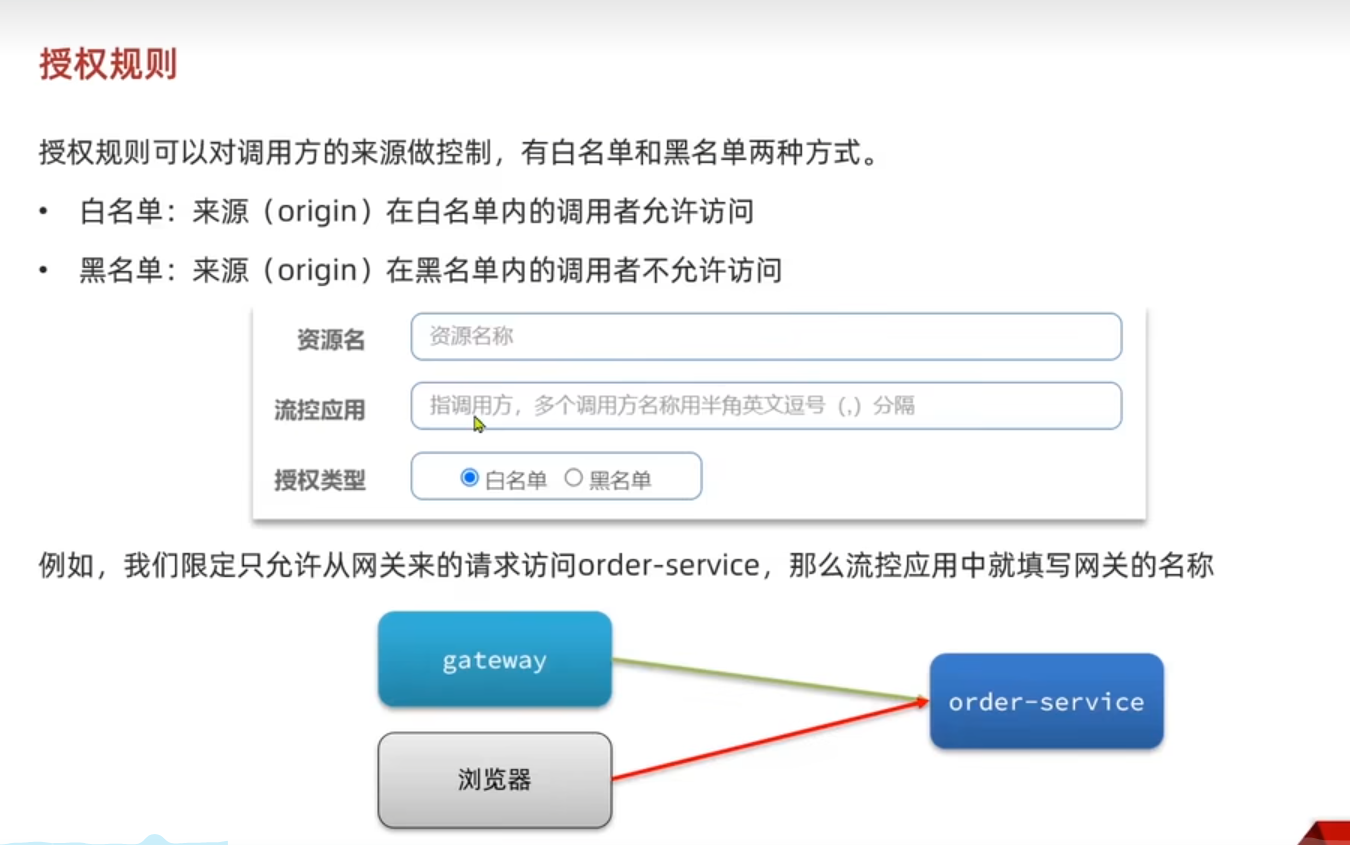 授权规则
授权规则可以对调用方的来源做控制，有白名单和黑名单两种方式。
• 白名单：来源（origin）在白名单内的调用者允许访问
• 黑名单：来源（origin）在黑名单内的调用者不允许访问
资源名 资源名称
流控应用 指调用方，多个调用方名称用半角英文逗号（,）分隔
授权类型 白名单 黑名单
例如，我们限定只允许从网关来的请求访问order-service，那么流控应用中就填写网关的名称
gateway
order-service
浏览器